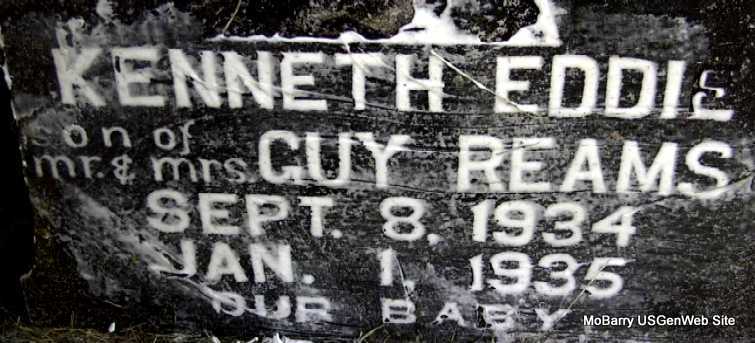 KENNETH EDDIE
son of
mr. & mrs. GUY REAMS
SEPT. 8, 1934
JAN. 1, 1935
OUR BABY
MoBarry USGenWeb Site